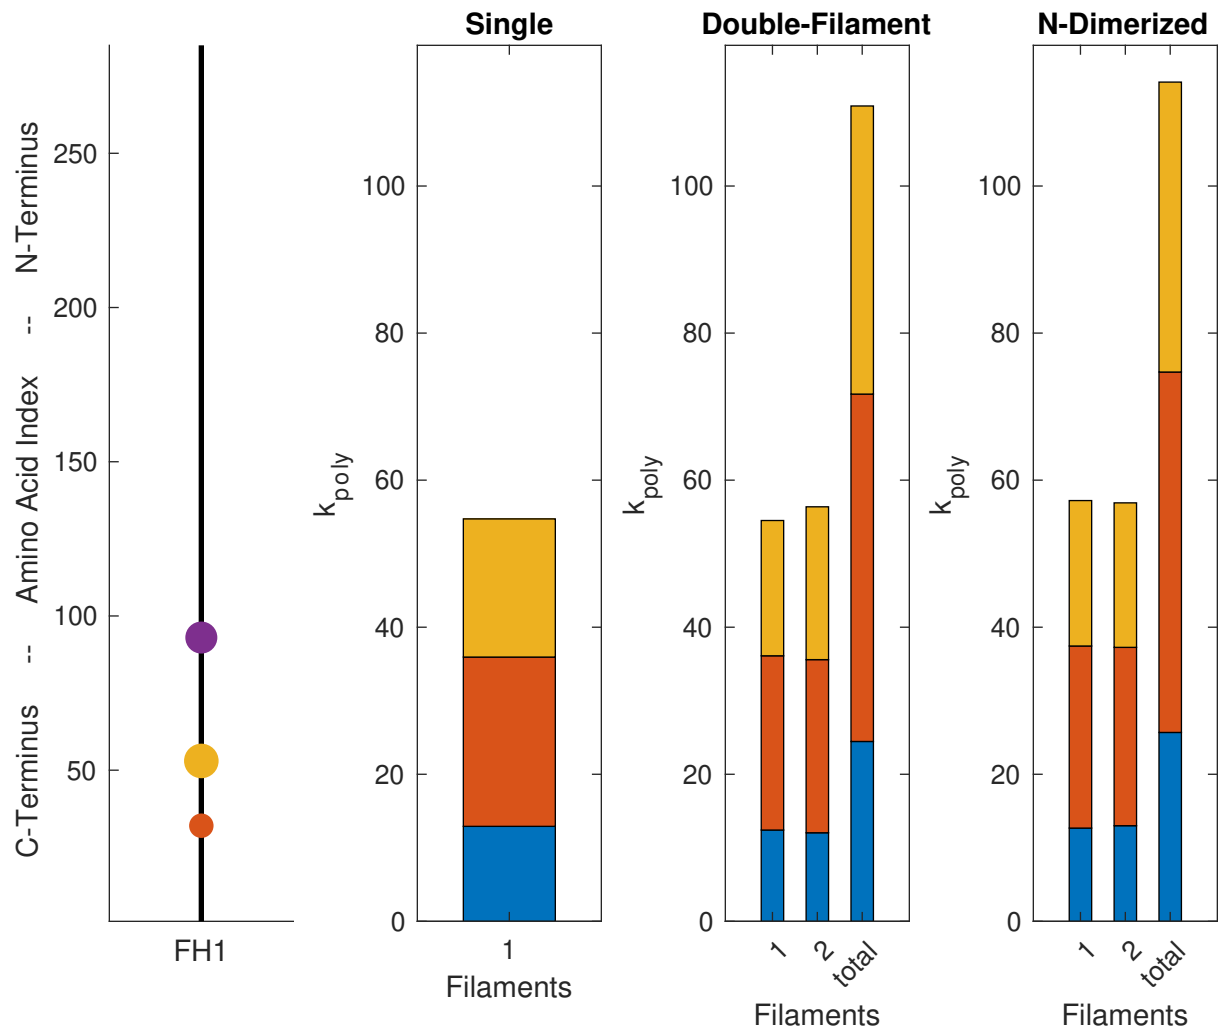 Single
Double-Filament
N-Dimerized
C-Terminus -- Amino Acid Index -- N-Terminus
250
200
150
100
50
FH1
k_poly
100
80
60
40
20
0
1
Filaments
k_poly
100
80
60
40
20
0
1
2
total
Filaments
k_poly
100
80
60
40
20
0
1
2
total
Filaments